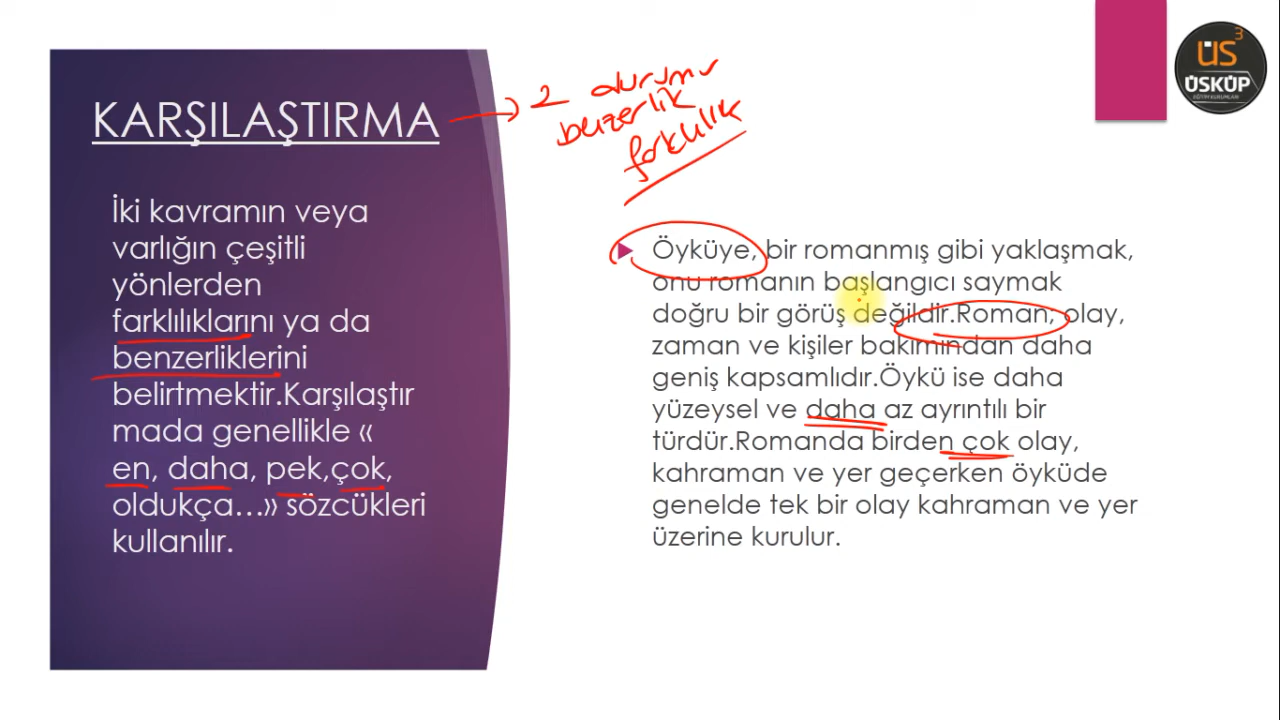 KARŞILAŞTIRMA
İki kavramın veya
varlığın çeşitli
yönlerden
farklılıklarını ya da
benzerliklerini
belirtmektir.Karşılaştır
mada genellikle «
en, daha, pek,çok,
oldukça…» sözcükleri
kullanılır.
2 durumu
benzerlik
farklılık
Öyküye, bir romanmış gibi yaklaşmak,
onu romanın başlangıcı saymak
doğru bir görüş değildir.Roman, olay,
zaman ve kişiler bakımından daha
geniş kapsamlıdır.Öykü ise daha
yüzeysel ve daha az ayrıntılı bir
türdür.Romanda birden çok olay,
kahraman ve yer geçerken öyküde
genelde tek bir olay kahraman ve yer
üzerine kurulur.
ÜS3
ÜSKÜP
EĞİTİM KURUMLARI